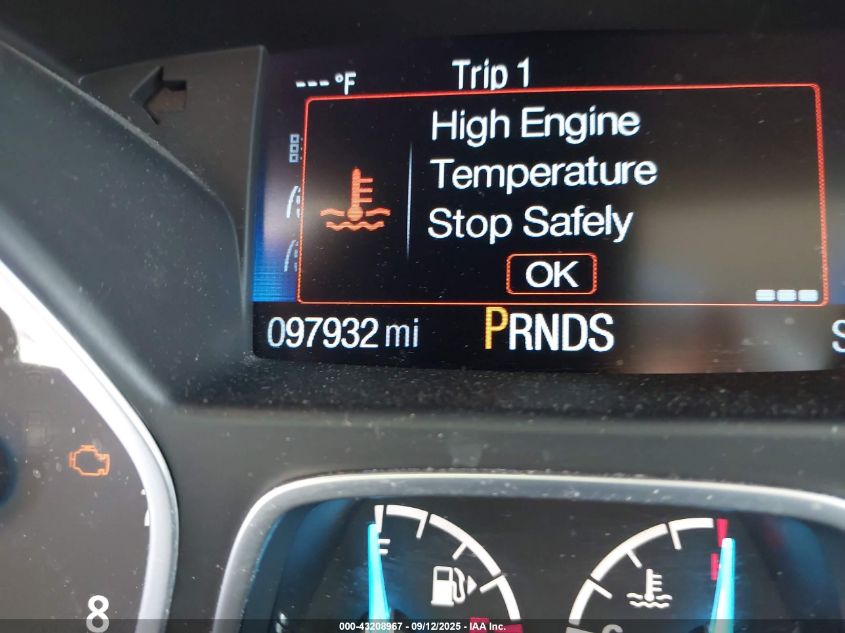 --- °F
Trip 1
High Engine
Temperature
Stop Safely
OK
097932 mi
PRNDS
S
F
H
8
000-43208967 - 09/12/2025 - IAA Inc.